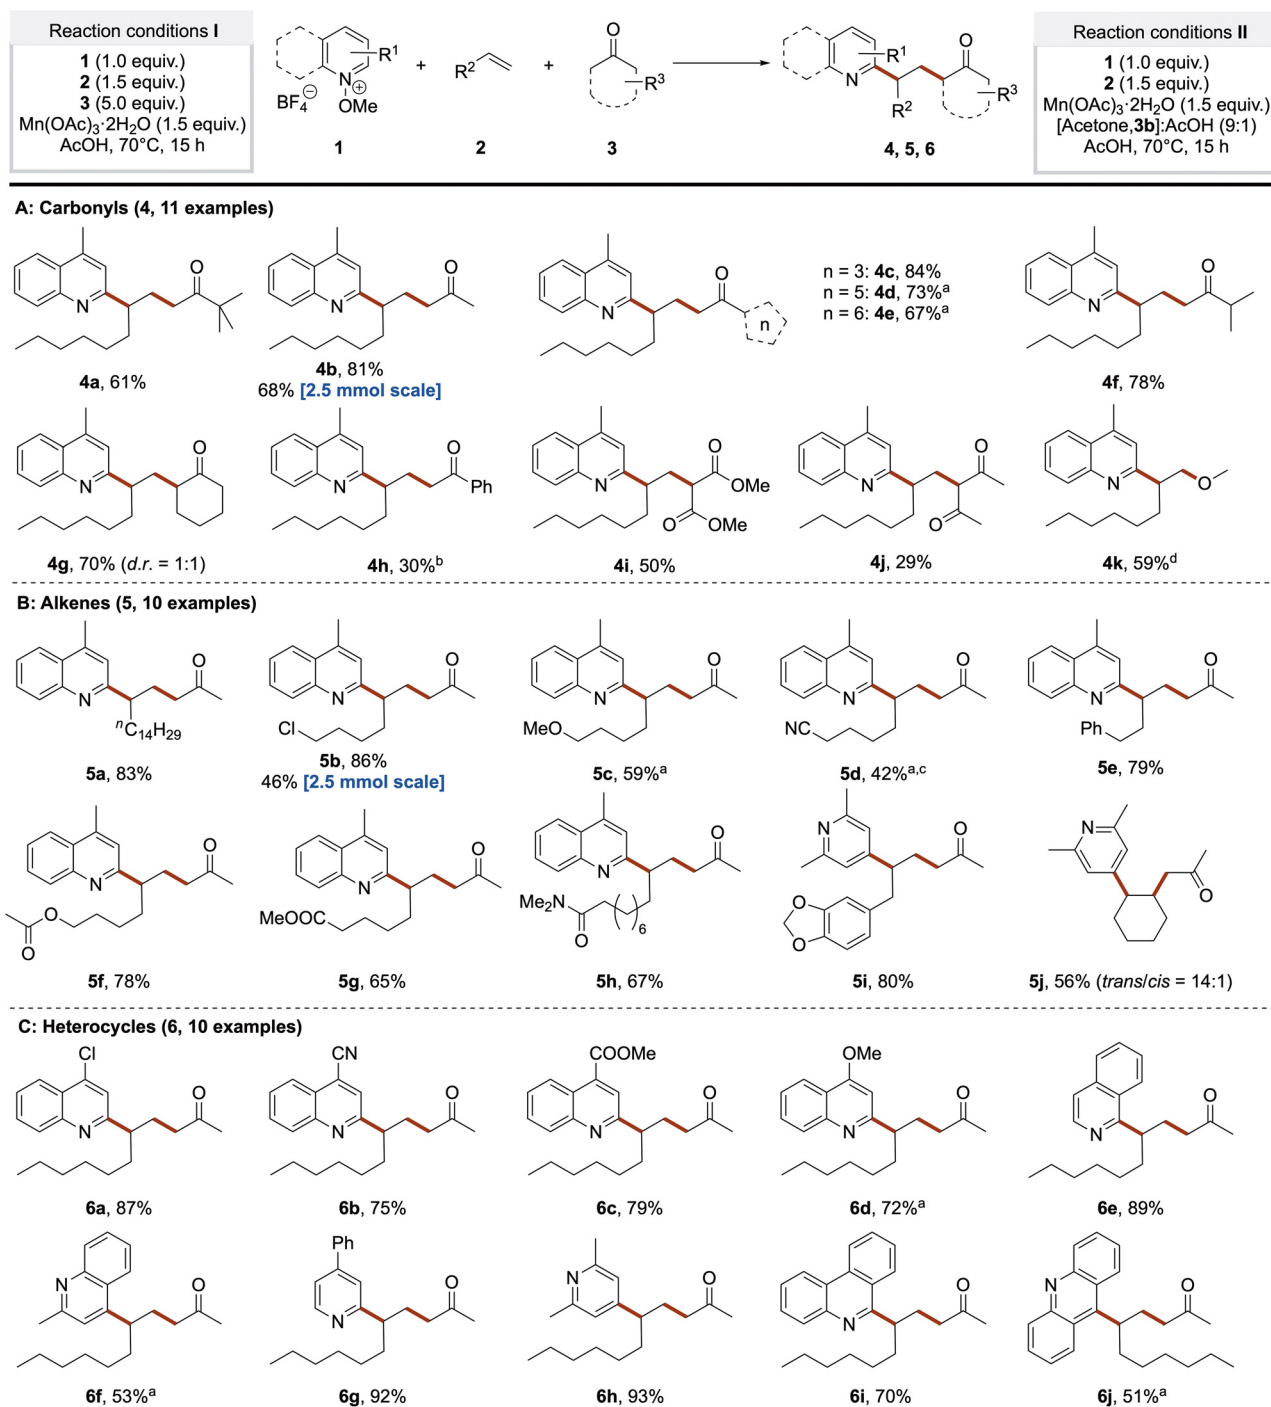 Reaction conditions I
1 (1.0 equiv.)
2 (1.5 equiv.)
3 (5.0 equiv.)
Mn(OAc)₃·2H₂O (1.5 equiv.)
AcOH, 70°C, 15 h
R¹
N⊕
BF₄⊖
OMe
1
+
R²
2
+
O
R³
3
R¹
N
R²
O
R³
4, 5, 6
Reaction conditions II
1 (1.0 equiv.)
2 (1.5 equiv.)
Mn(OAc)₃·2H₂O (1.5 equiv.)
[Acetone,3b]:AcOH (9:1)
AcOH, 70°C, 15 h
A: Carbonyls (4, 11 examples)
N
O
4a, 61%
N
O
4b, 81%
68% [2.5 mmol scale]
N
O
n
n = 3: 4c, 84%
n = 5: 4d, 73%ᵃ
n = 6: 4e, 67%ᵃ
N
O
4f, 78%
N
O
4g, 70% (d.r. = 1:1)
N
O
Ph
4h, 30%ᵇ
N
O
OMe
O
OMe
4i, 50%
N
O
O
4j, 29%
N
O
4k, 59%ᵈ
B: Alkenes (5, 10 examples)
N
O
ⁿC₁₄H₂₉
5a, 83%
N
O
Cl
5b, 86%
46% [2.5 mmol scale]
N
O
MeO
5c, 59%ᵃ
N
O
NC
5d, 42%ᵃ,ᶜ
N
O
Ph
5e, 79%
N
O
O
O
5f, 78%
N
O
MeOOC
5g, 65%
N
O
Me₂N
O
6
5h, 67%
N
O
O
O
5i, 80%
N
O
5j, 56% (trans/cis = 14:1)
C: Heterocycles (6, 10 examples)
Cl
N
O
6a, 87%
CN
N
O
6b, 75%
COOMe
N
O
6c, 79%
OMe
N
O
6d, 72%ᵃ
N
O
6e, 89%
N
O
6f, 53%ᵃ
Ph
N
O
6g, 92%
N
O
6h, 93%
N
O
6i, 70%
N
O
6j, 51%ᵃ